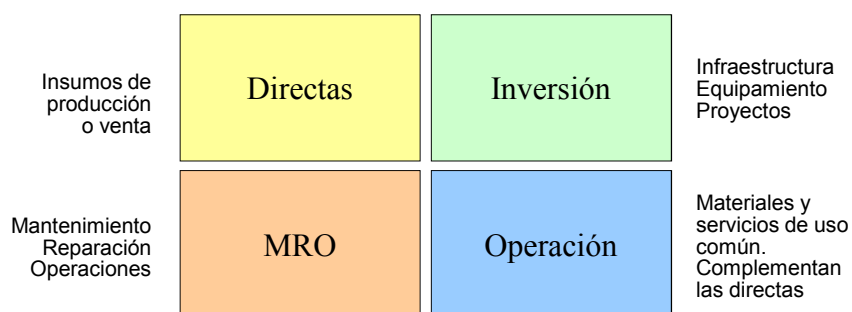 Insumos de
producción
o venta
Directas
Inversión
Infraestructura
Equipamiento
Proyectos
Mantenimiento
Reparación
Operaciones
MRO
Operación
Materiales y
servicios de uso
común.
Complementan
las directas